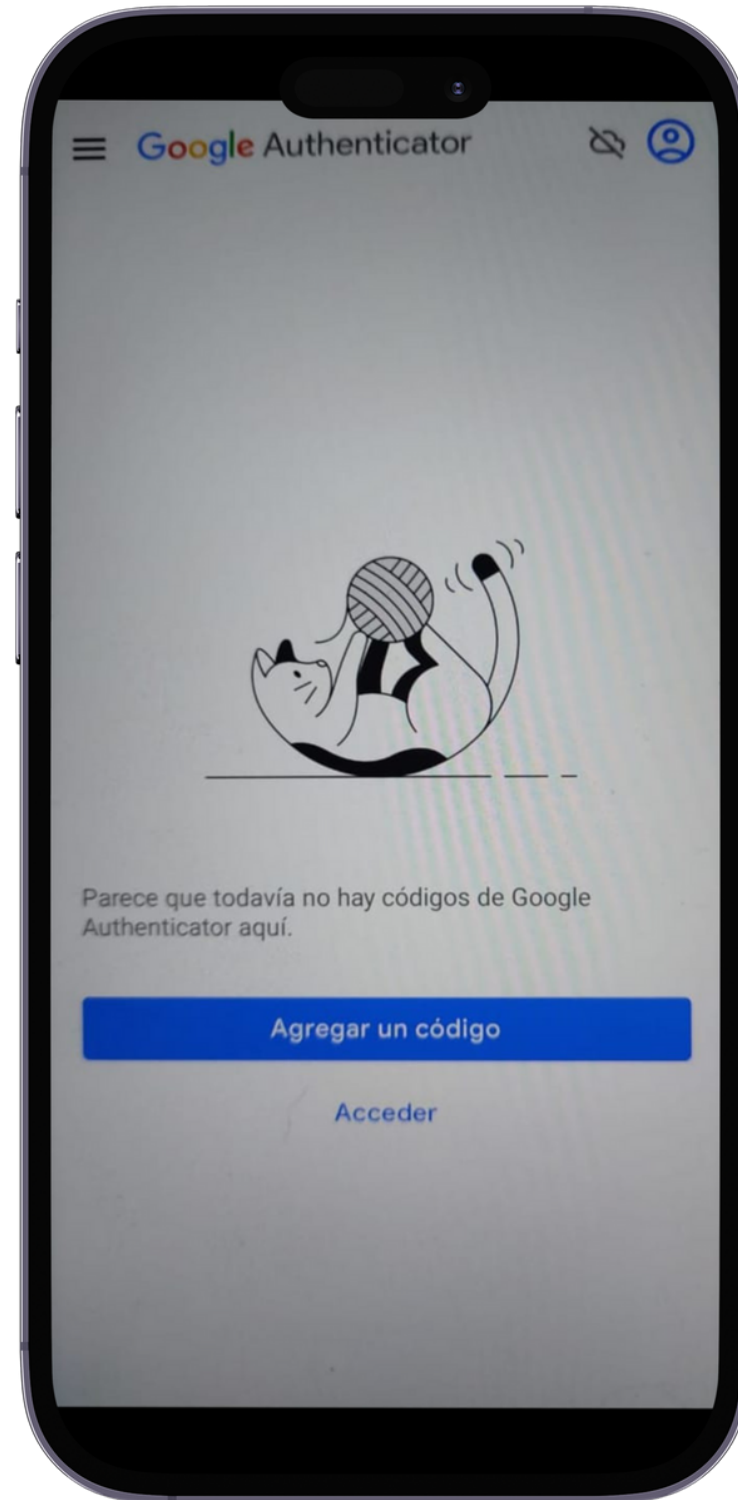 Google Authenticator
Parece que todavía no hay códigos de Google
Authenticator aquí.
Agregar un código
Acceder